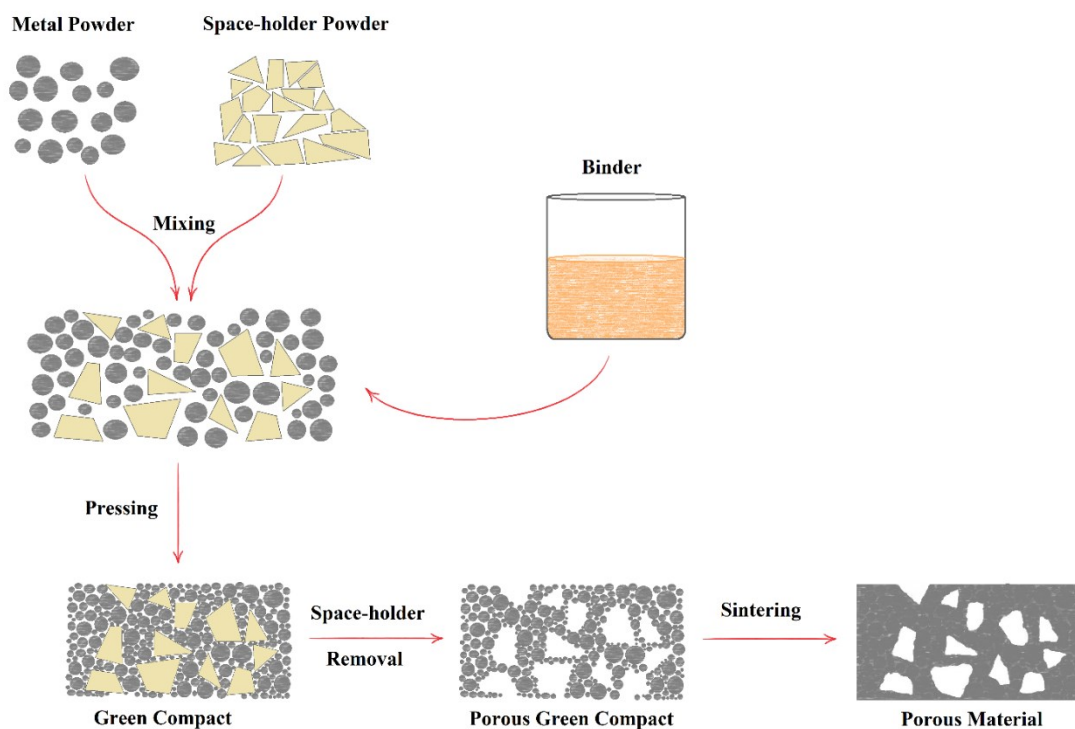 Metal Powder
Space-holder Powder
Binder
Mixing
Pressing
Space-holder
Removal
Sintering
Green Compact
Porous Green Compact
Porous Material